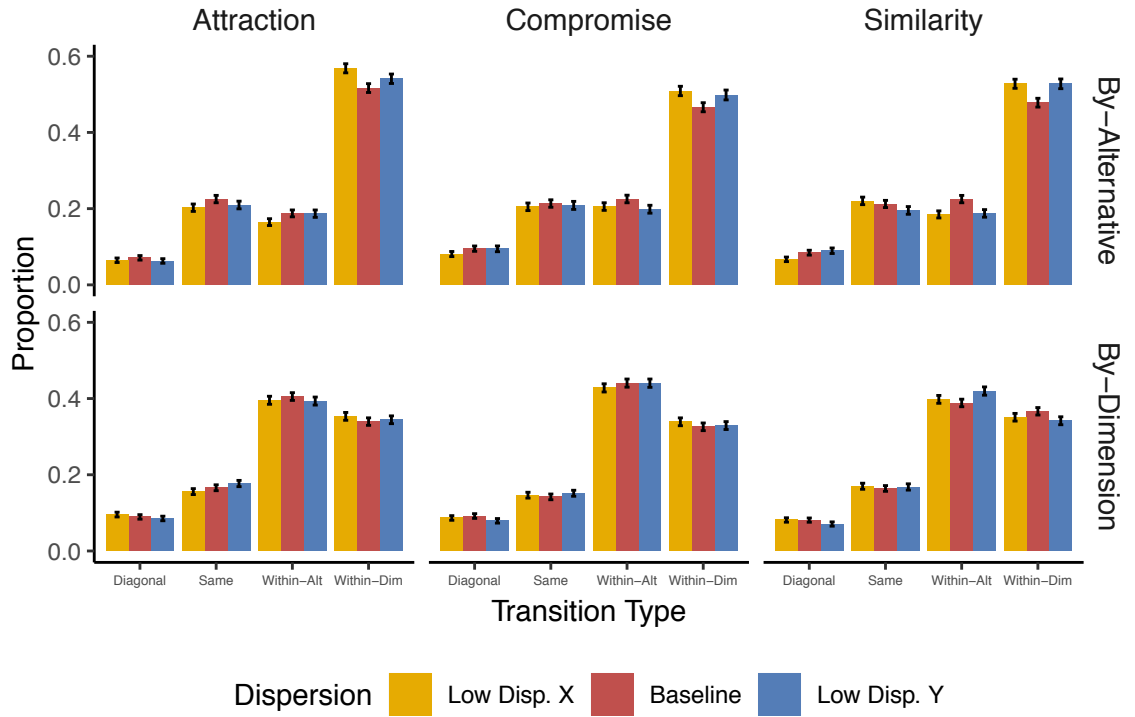 Attraction Compromise Similarity
0.6
0.4
0.2
0.0
By−Alternative
Proportion
0.6
0.4
0.2
0.0
By−Dimension
Diagonal Same Within−Alt Within−Dim Diagonal Same Within−Alt Within−Dim Diagonal Same Within−Alt Within−Dim
Transition Type
Dispersion Low Disp. X Baseline Low Disp. Y